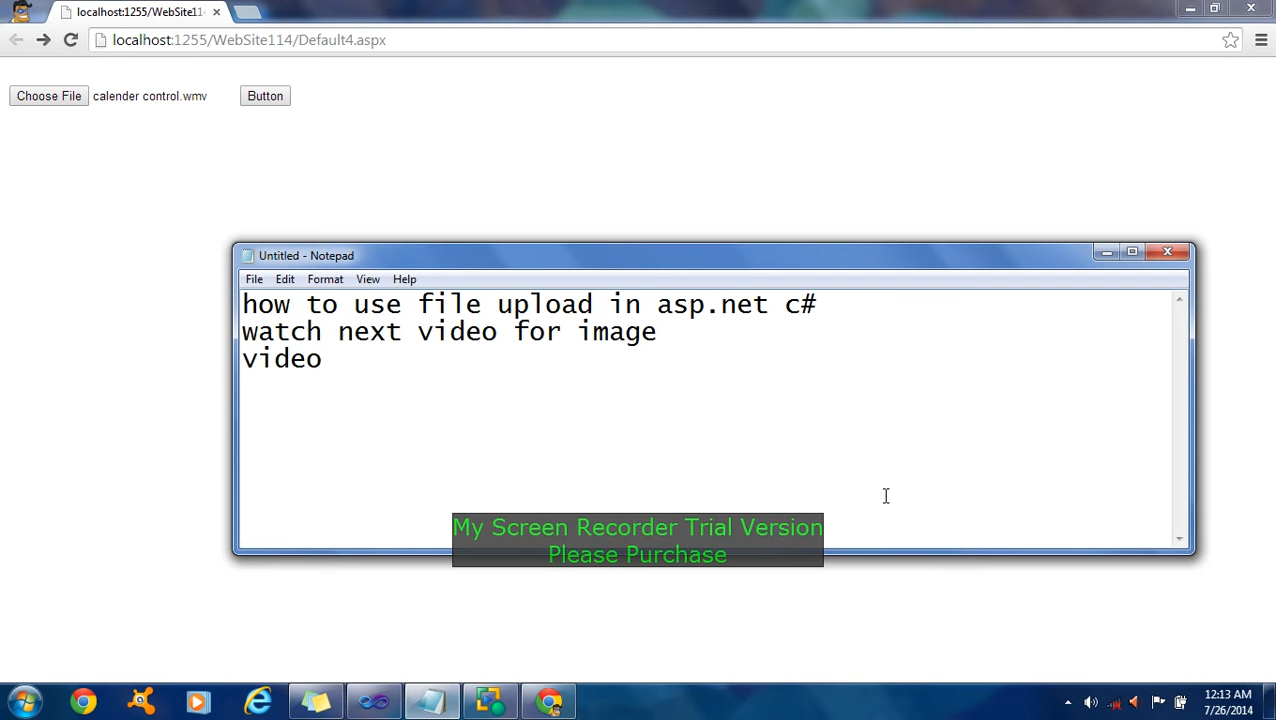 localhost:1255/WebSite11
localhost:1255/WebSite114/Default4.aspx
Choose File calender control.wmv Button
Untitled - Notepad
File Edit Format View Help
how to use file upload in asp.net c#
watch next video for image
video
My Screen Recorder Trial Version
Please Purchase
12:13 AM
7/26/2014